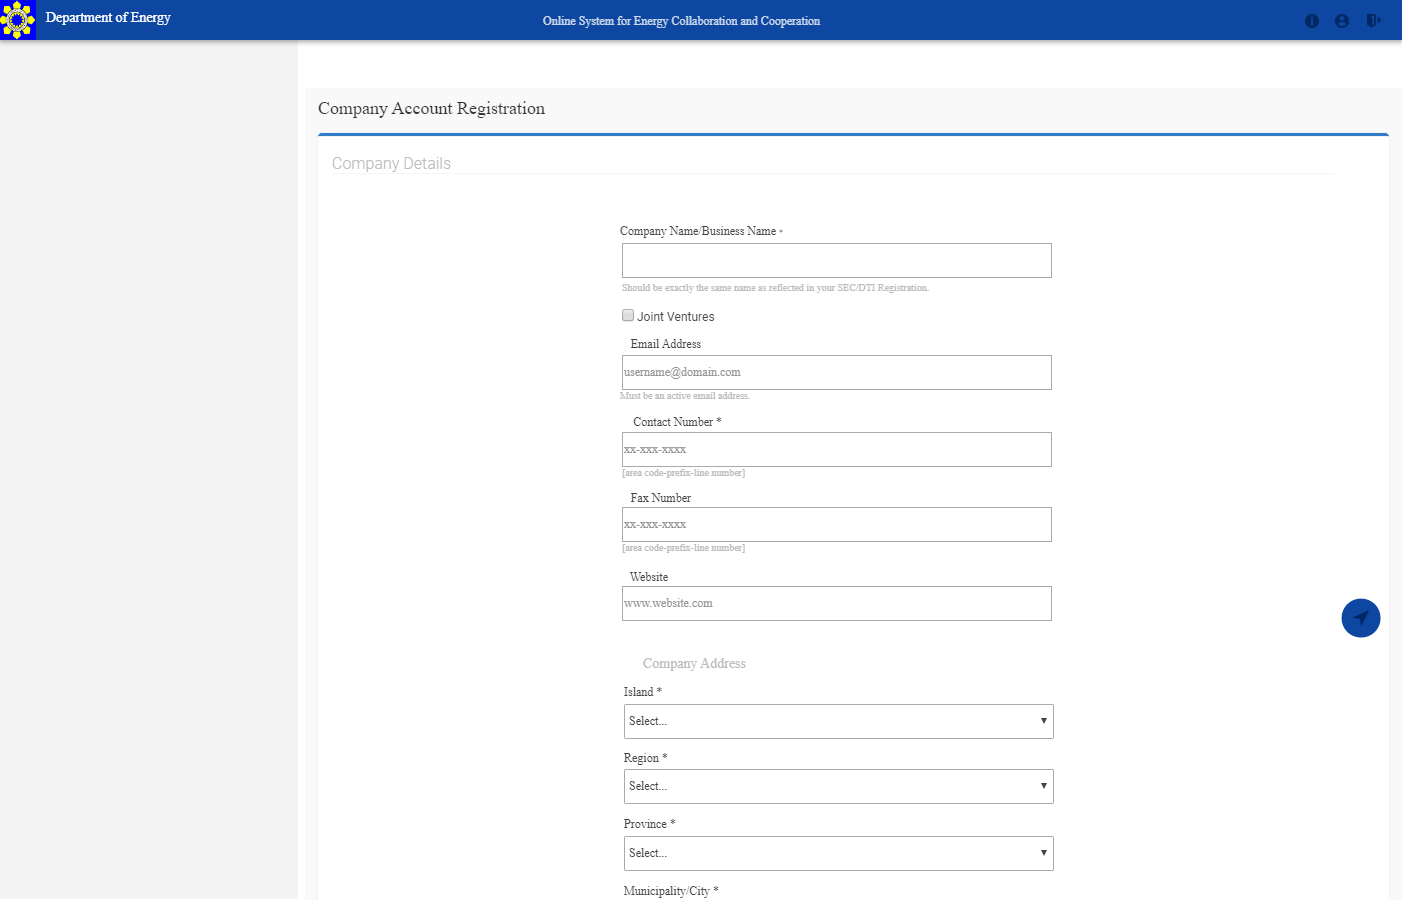 Department of Energy
Online System for Energy Collaboration and Cooperation
Company Account Registration
Company Details
Company Name/Business Name *
Should be exactly the same name as reflected in your SEC/DTI Registration.
Joint Ventures
Email Address
username@domain.com
Must be an active email address.
Contact Number *
xx-xxx-xxxx
[area code-prefix-line number]
Fax Number
xx-xxx-xxxx
[area code-prefix-line number]
Website
www.website.com
Company Address
Island *
Select...
Region *
Select...
Province *
Select...
Municipality/City *